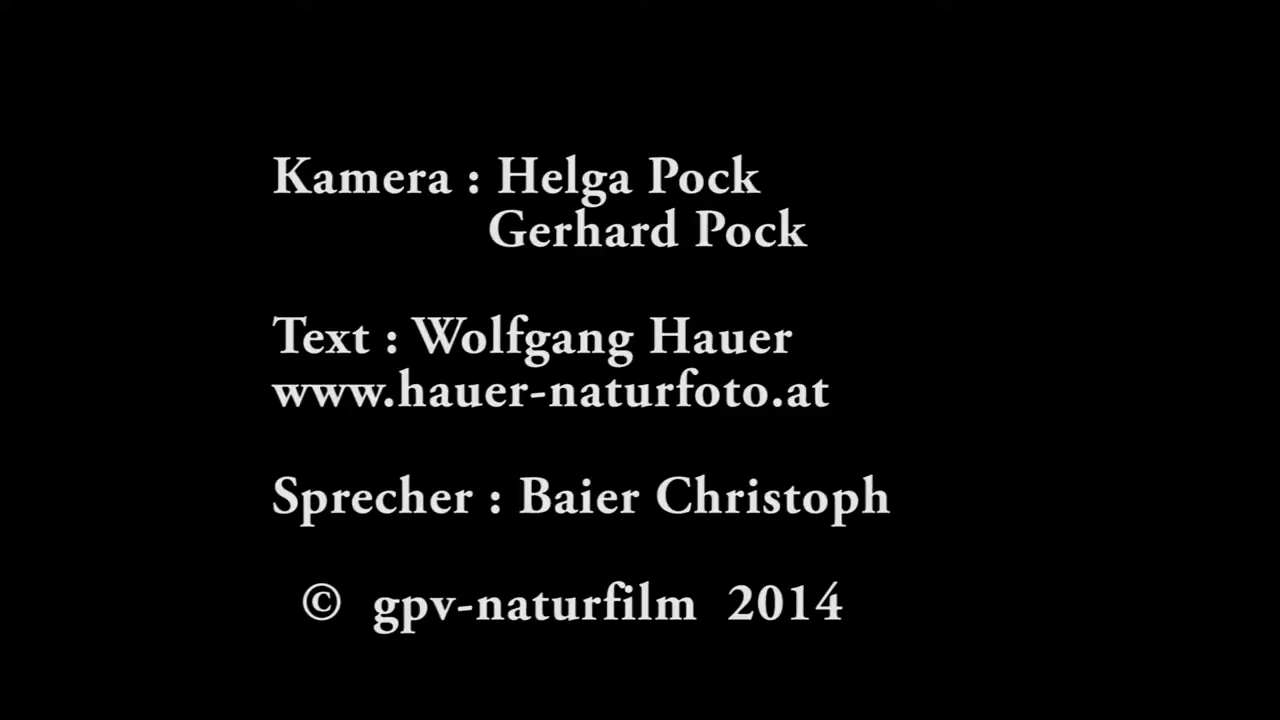 Kamera : Helga Pock
Gerhard Pock
Text : Wolfgang Hauer
www.hauer-naturfoto.at
Sprecher : Baier Christoph
© gpv-naturfilm 2014